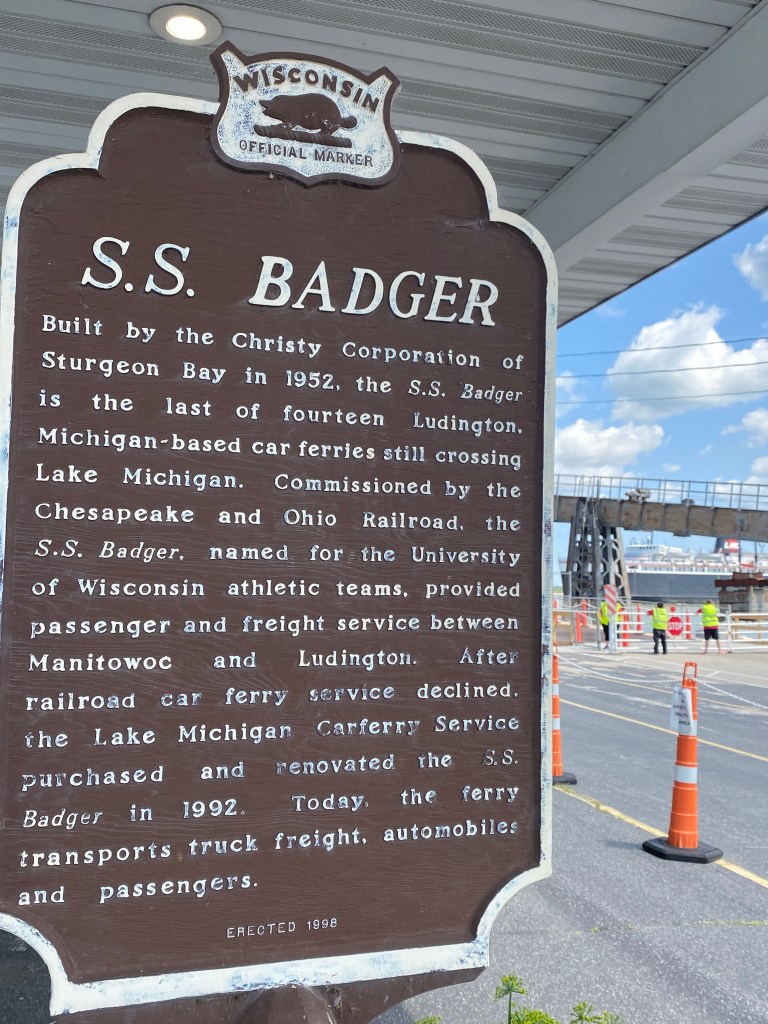 WISCONSIN
OFFICIAL MARKER
S.S. BADGER
Built by the Christy Corporation of
Sturgeon Bay in 1952, the S.S. Badger
is the last of fourteen Ludington,
Michigan-based car ferries still crossing
Lake Michigan. Commissioned by the
Chesapeake and Ohio Railroad, the
S.S. Badger, named for the University
of Wisconsin athletic teams, provided
passenger and freight service between
Manitowoc and Ludington. After
railroad car ferry service declined,
the Lake Michigan Carferry Service
purchased and renovated the S.S.
Badger in 1992. Today, the ferry
transports truck freight, automobiles
and passengers.
ERECTED 1998
STOP